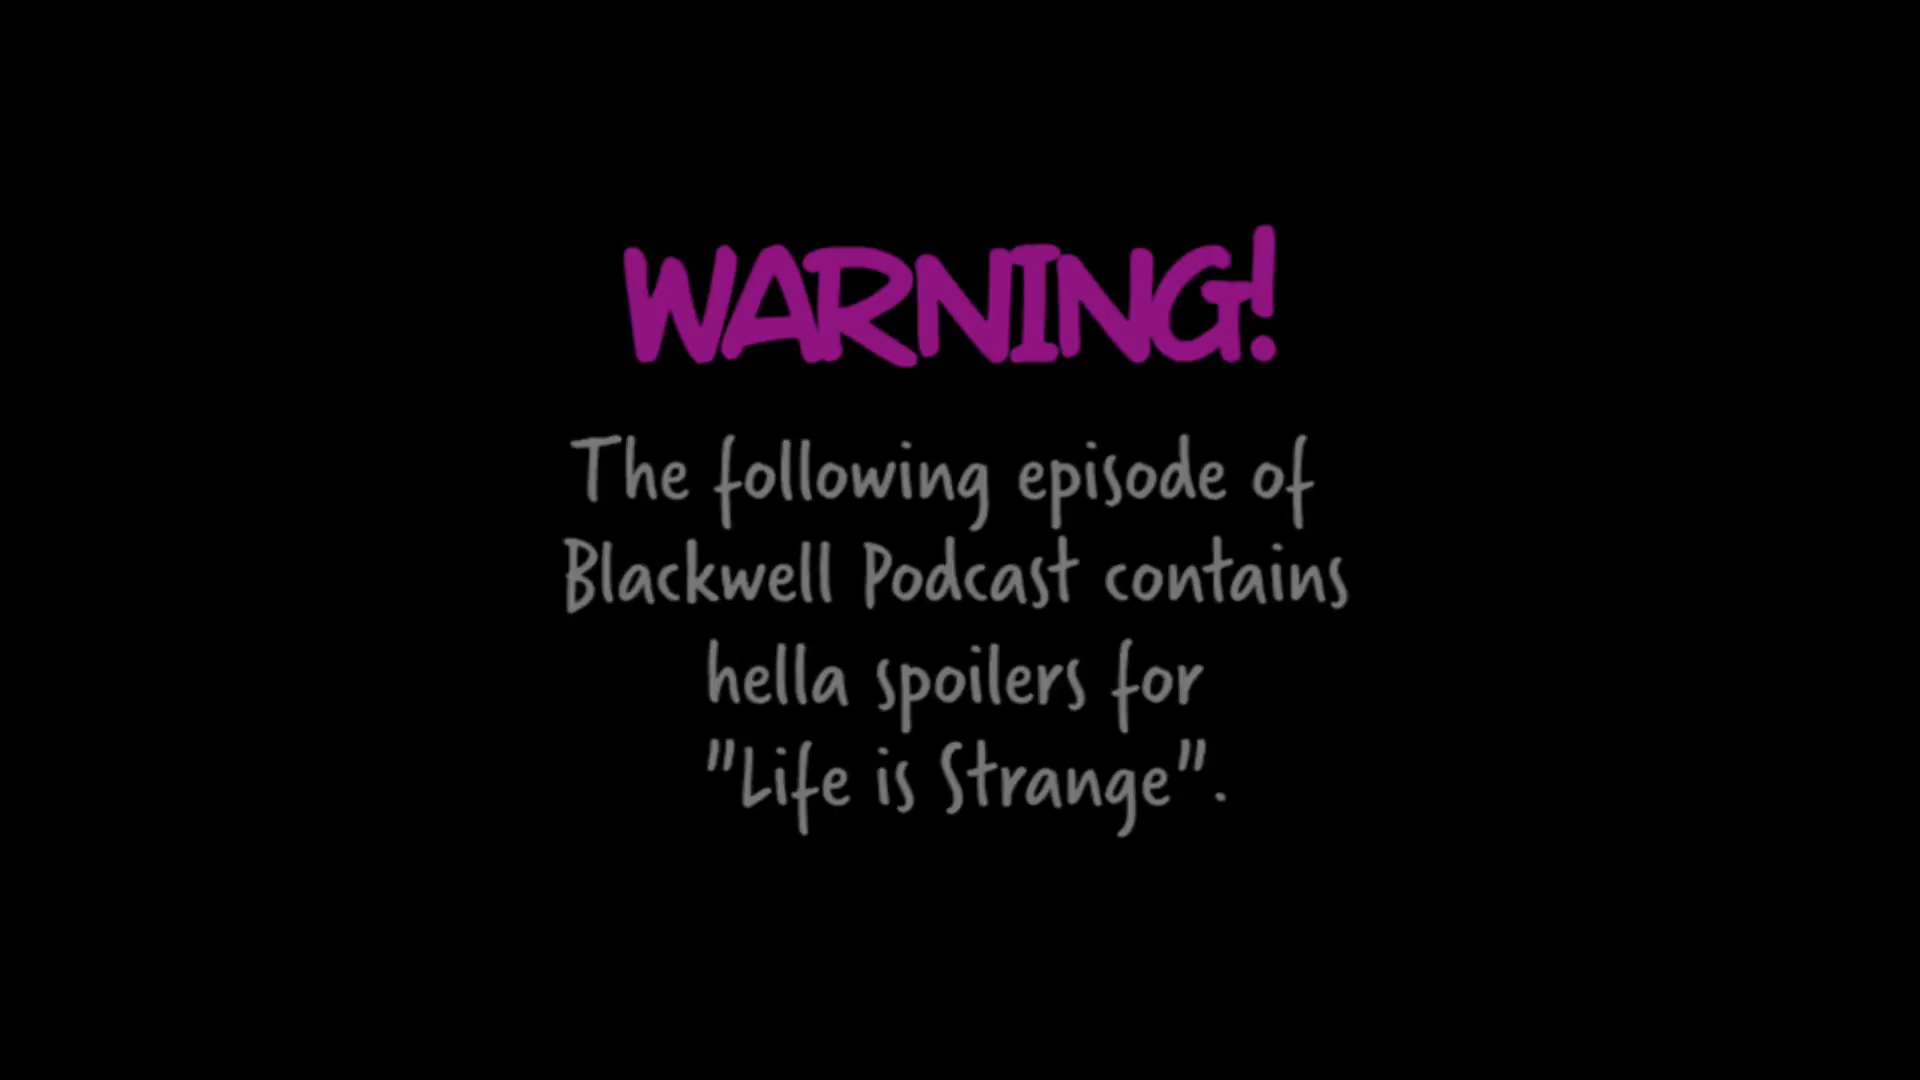 WARNING!
The following episode of
Blackwell Podcast contains
hella spoilers for
"Life is Strange".